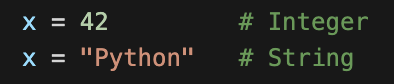 x = 42         # Integer
x = "Python"   # String